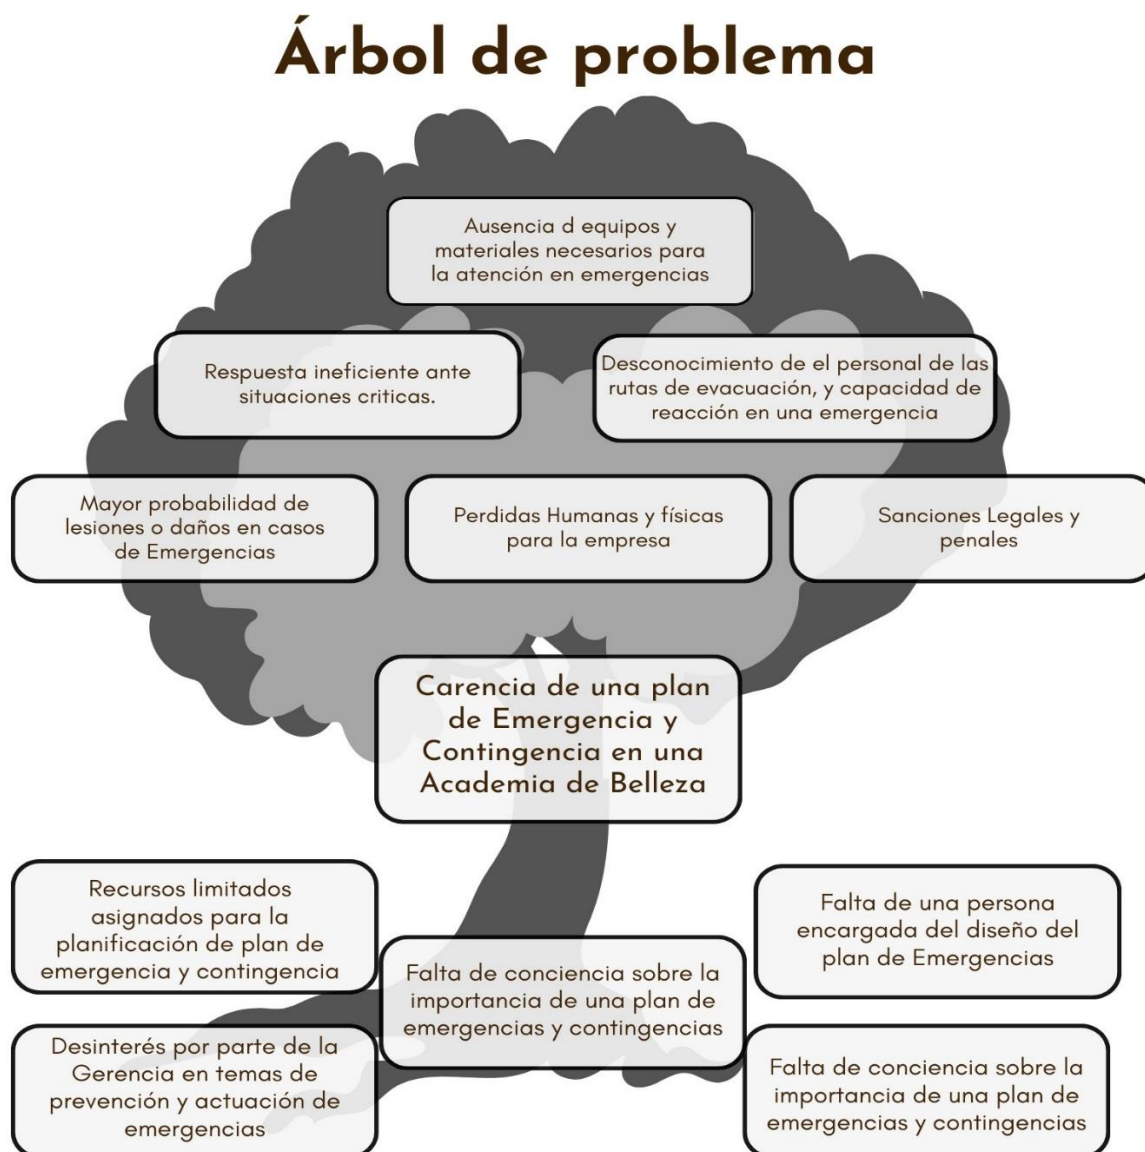 Árbol de problema
Ausencia d equipos y
materiales necesarios para
la atención en emergencias
Respuesta ineficiente ante
situaciones criticas.
Desconocimiento de el personal de las
rutas de evacuación, y capacidad de
reacción en una emergencia
Mayor probabilidad de
lesiones o daños en casos
de Emergencias
Perdidas Humanas y físicas
para la empresa
Sanciones Legales y
penales
Carencia de una plan
de Emergencia y
Contingencia en una
Academia de Belleza
Recursos limitados
asignados para la
planificación de plan de
emergencia y contingencia
Falta de conciencia sobre la
importancia de una plan de
emergencias y contingencias
Falta de una persona
encargada del diseño del
plan de Emergencias
Desinterés por parte de la
Gerencia en temas de
prevención y actuación de
emergencias
Falta de conciencia sobre la
importancia de una plan de
emergencias y contingencias